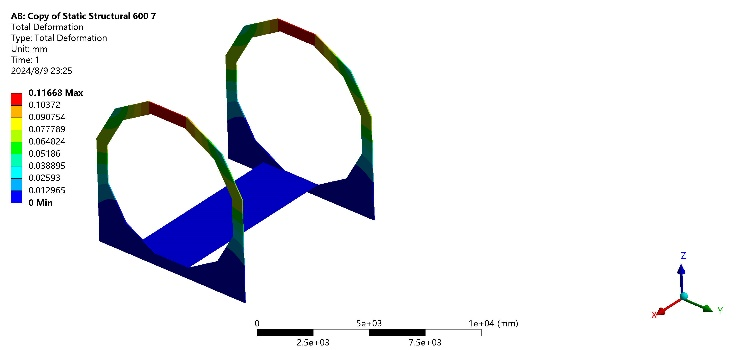 AB: Copy of Static Structural 600 7
Total Deformation
Type: Total Deformation
Unit: mm
Time: 1
2024/8/9 23:25
0.11668 Max
0.10372
0.090754
0.077789
0.064824
0.05186
0.038895
0.02593
0.012965
0 Min
Z
X
Y
0 5e+03 1e+04 (mm)
2.5e+03 7.5e+03